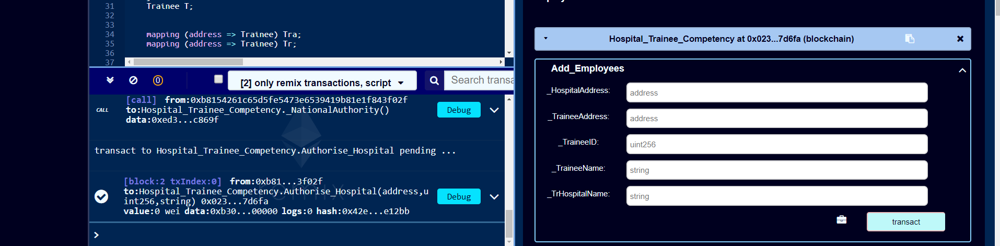 31 Trainee T;
32
33
34 mapping (address => Trainee) Tra;
35 mapping (address => Trainee) Tr;
36
37
0
[2] only remix transactions, script
Search transa
CALL
[call] from:0xb8154261c65d5fe5473e6539419b81e1f843f02f
to:Hospital_Trainee_Competency._NationalAuthority()
data:0xed3...c869f
Debug
transact to Hospital_Trainee_Competency.Authorise_Hospital pending ...
[block:2 txIndex:0] from:0xb81...3f02f
to:Hospital_Trainee_Competency.Authorise_Hospital(address,u
int256,string) 0x023...7d6fa
value:0 wei data:0xb30...00000 logs:0 hash:0x42e...e12bb
Debug
remix
>
Hospital_Trainee_Competency at 0x023...7d6fa (blockchain)
Add_Employees
_HospitalAddress: address
_TraineeAddress: address
_TraineeID: uint256
_TraineeName: string
_TrHospitalName: string
transact